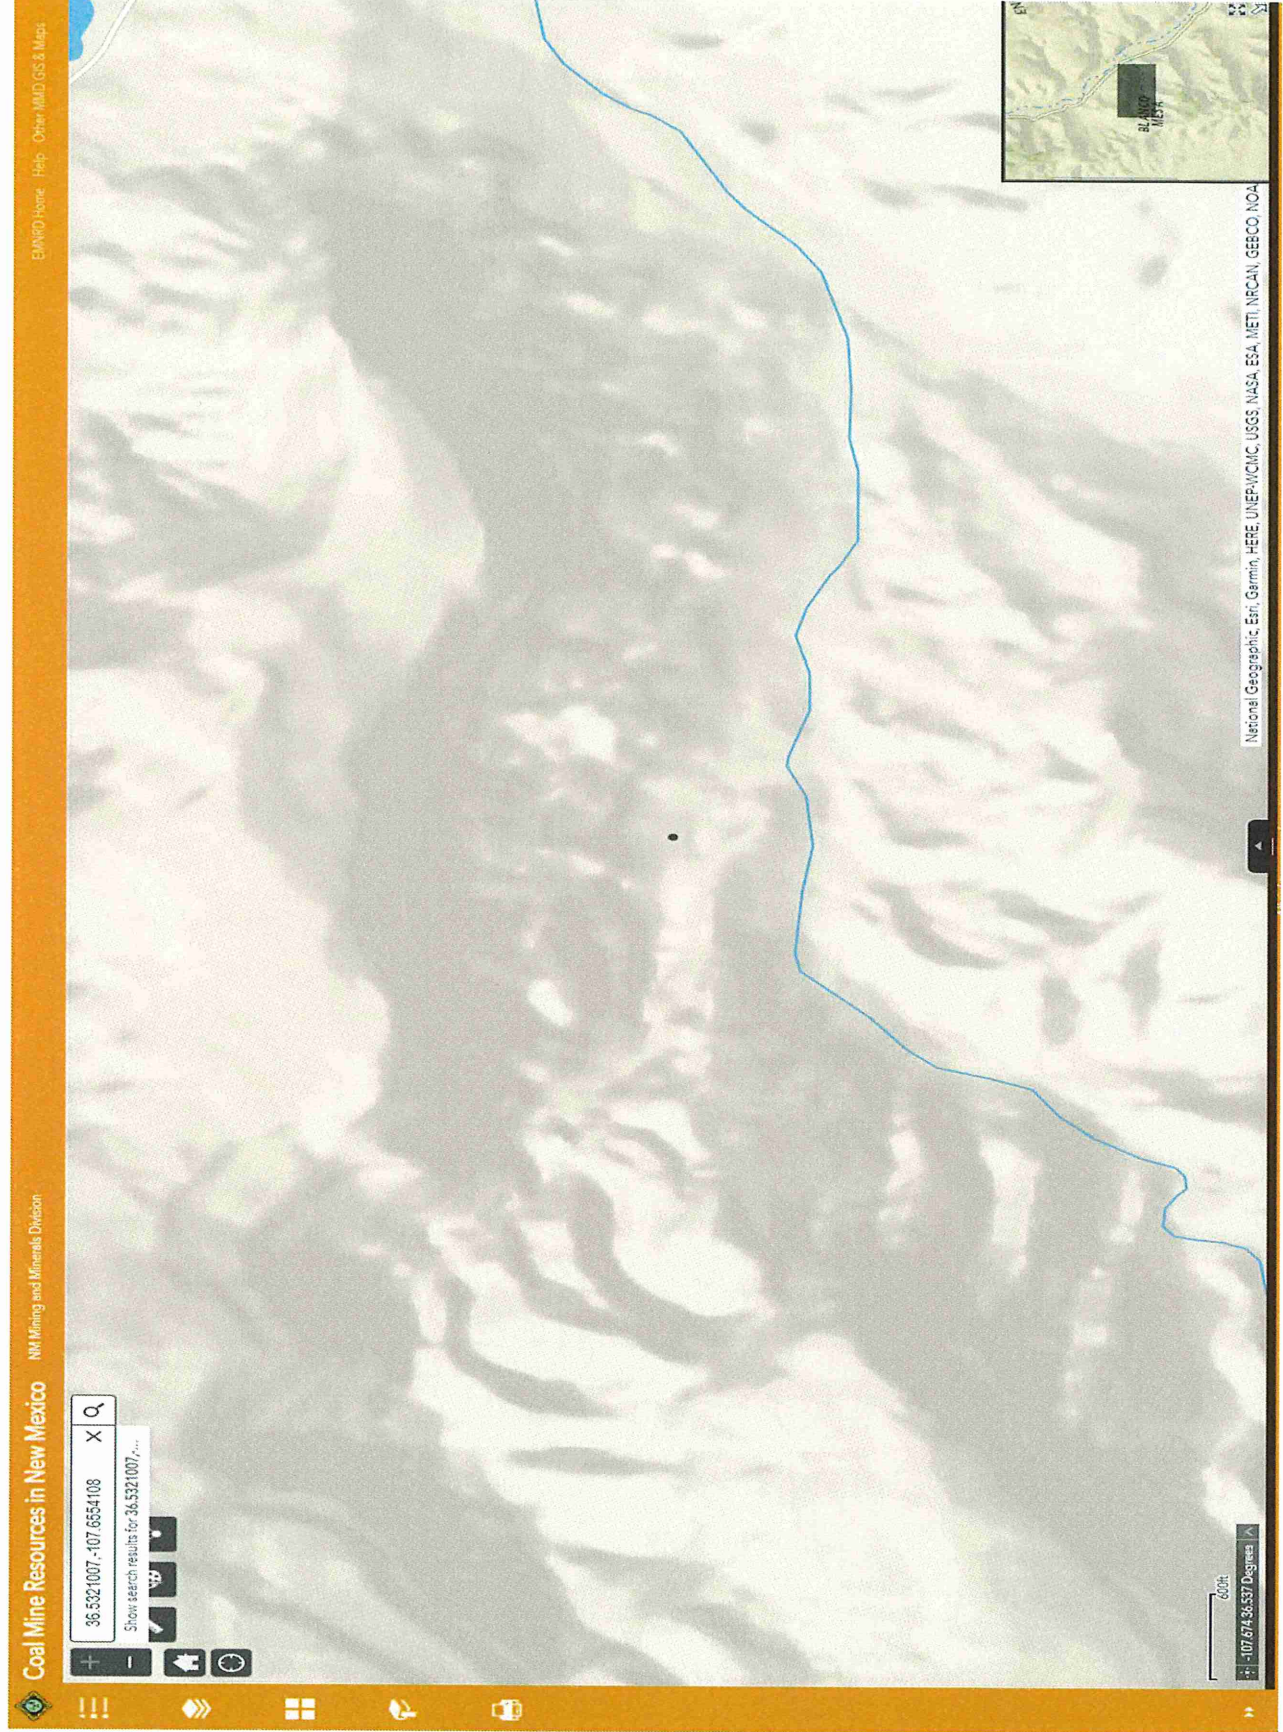 Coal Mine Resources in New Mexico NM Mining and Minerals Division EMNRD Home Help Other MMD GIS & Maps
36.5321007,-107.6554108 X
Show search results for 36.5321007,-...
EN
BLANCO
MESA
National Geographic, Esri, Garmin, HERE, UNEP-WCMC, USGS, NASA, ESA, METI, NRCAN, GEBCO, NOA
600ft
-107.674 36.537 Degrees